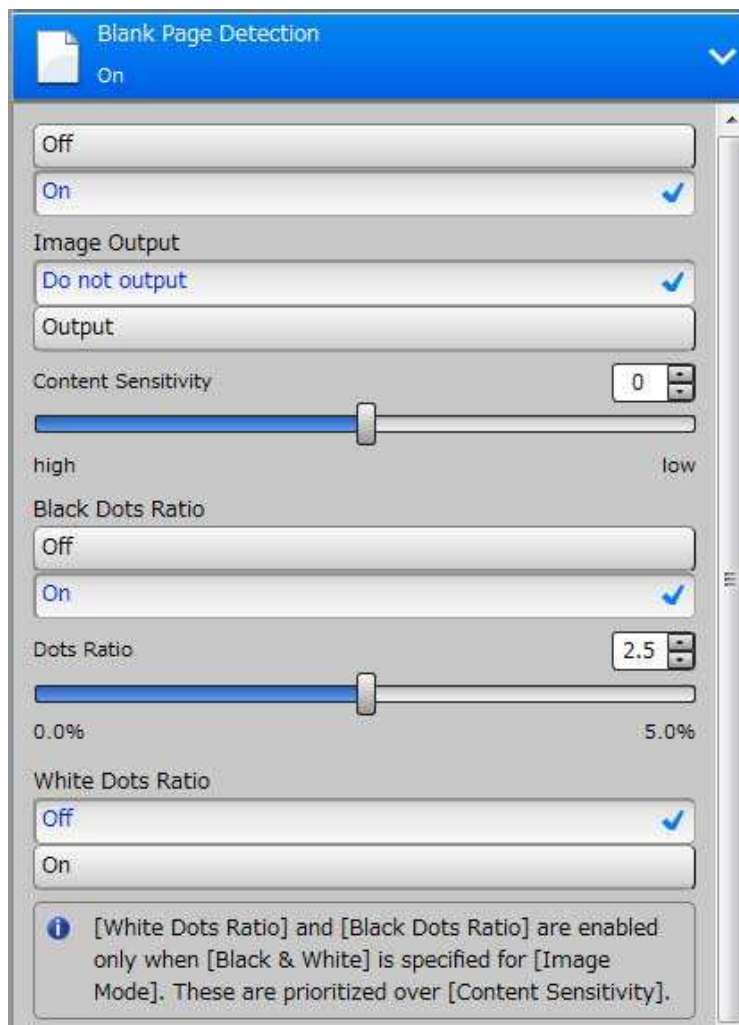 Blank Page Detection
On
Off
On
Image Output
Do not output
Output
Content Sensitivity
0
high
low
Black Dots Ratio
Off
On
Dots Ratio
2.5
0.0%
5.0%
White Dots Ratio
Off
On
[White Dots Ratio] and [Black Dots Ratio] are enabled
only when [Black & White] is specified for [Image
Mode]. These are prioritized over [Content Sensitivity].